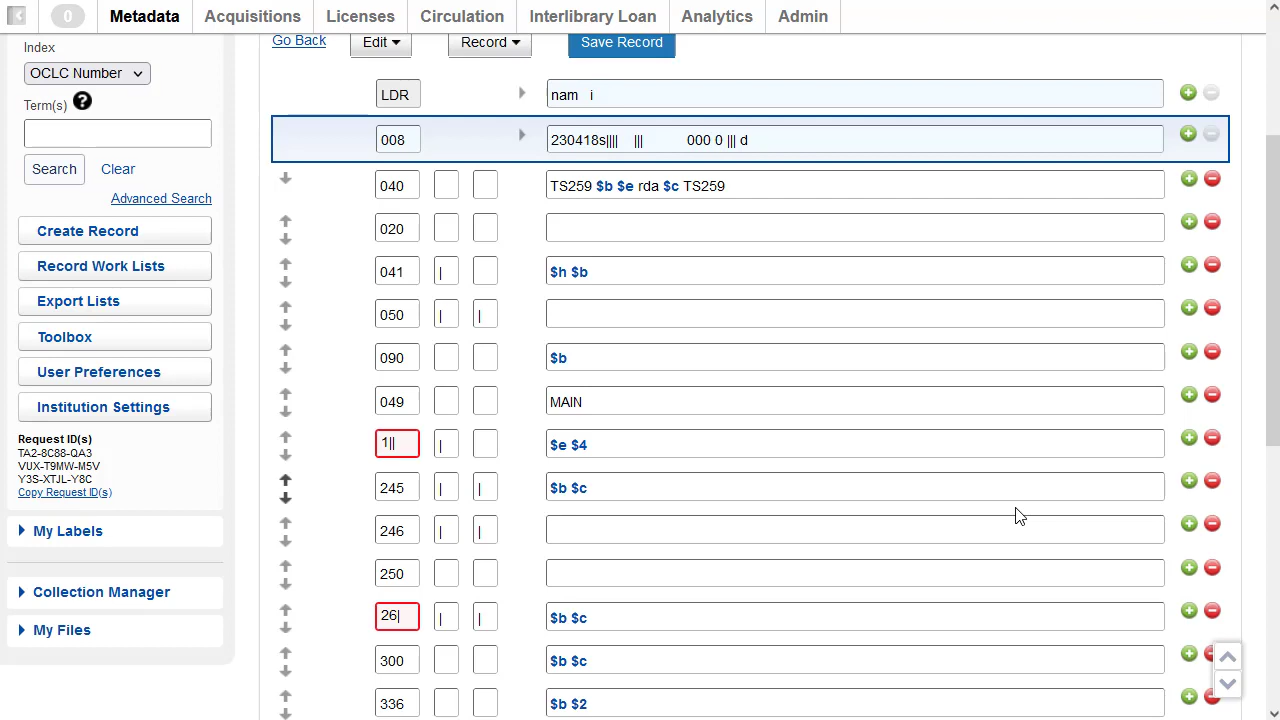 0 Metadata Acquisitions Licenses Circulation Interlibrary Loan Analytics Admin
Index
OCLC Number
Term(s) ?
Search Clear
Advanced Search
Create Record
Record Work Lists
Export Lists
Toolbox
User Preferences
Institution Settings
Request ID(s)
TA2-8C88-QA3
VUX-T9MW-M5V
Y3S-XTJL-Y8C
Copy Request ID(s)
My Labels
Collection Manager
My Files
Go Back Edit Record Save Record
LDR nam i
008 230418s|||| ||| 000 0 ||| d
040 TS259 $b $e rda $c TS259
020
041 | $h $b
050 | |
090 $b
049 MAIN
1|| | $e $4
245 | | $b $c
246 | |
250
26| | | $b $c
300 $b $c
336 $b $2